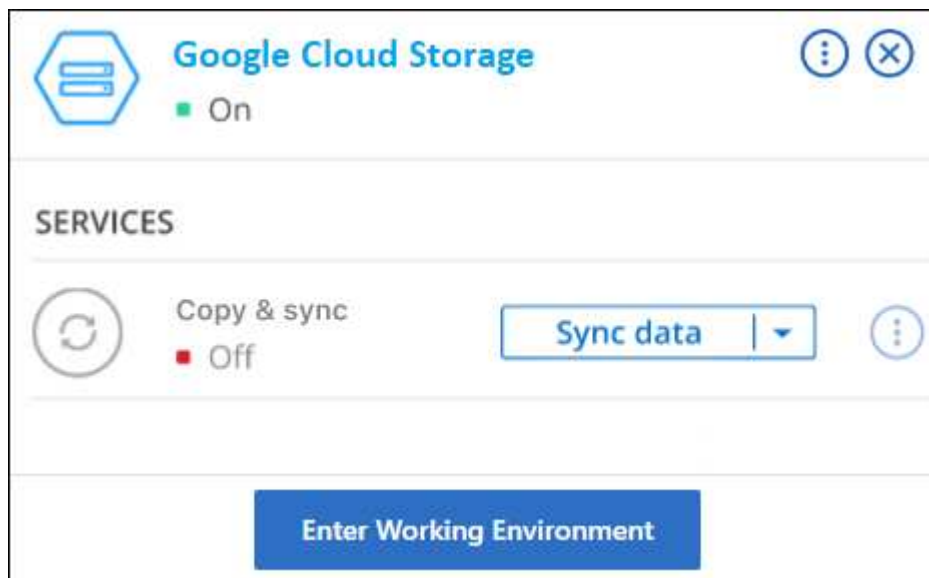 Google Cloud Storage
On
SERVICES
Copy & sync
Off
Sync data
Enter Working Environment